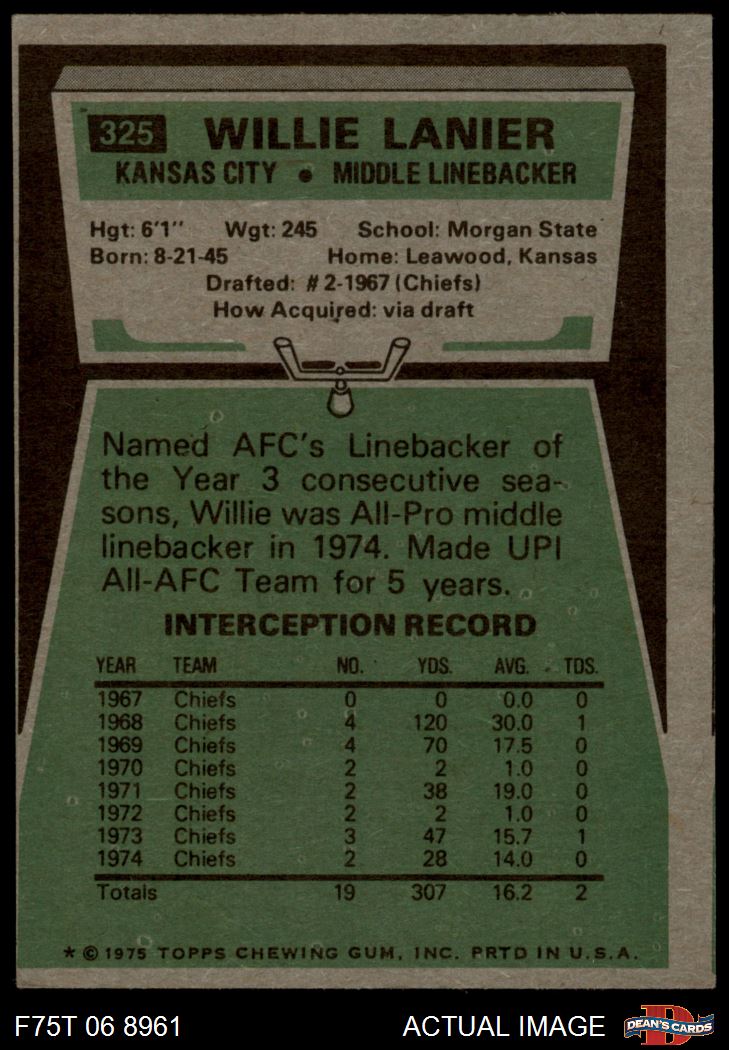 325 WILLIE LANIER
KANSAS CITY • MIDDLE LINEBACKER
Hgt: 6'1" Wgt: 245 School: Morgan State
Born: 8-21-45 Home: Leawood, Kansas
Drafted: #2-1967 (Chiefs)
How Acquired: via draft
Named AFC's Linebacker of
the Year 3 consecutive sea-
sons, Willie was All-Pro middle
linebacker in 1974. Made UPI
All-AFC Team for 5 years.
INTERCEPTION RECORD
YEAR TEAM NO. YDS. AVG. TDS.
1967 Chiefs 0 0 0.0 0
1968 Chiefs 4 120 30.0 1
1969 Chiefs 4 70 17.5 0
1970 Chiefs 2 2 1.0 0
1971 Chiefs 2 38 19.0 0
1972 Chiefs 2 2 1.0 0
1973 Chiefs 3 47 15.7 1
1974 Chiefs 2 28 14.0 0
Totals 19 307 16.2 2
* © 1975 TOPPS CHEWING GUM, INC. PRTD IN U.S.A.
F75T 06 8961 ACTUAL IMAGE D DEAN'S CARDS